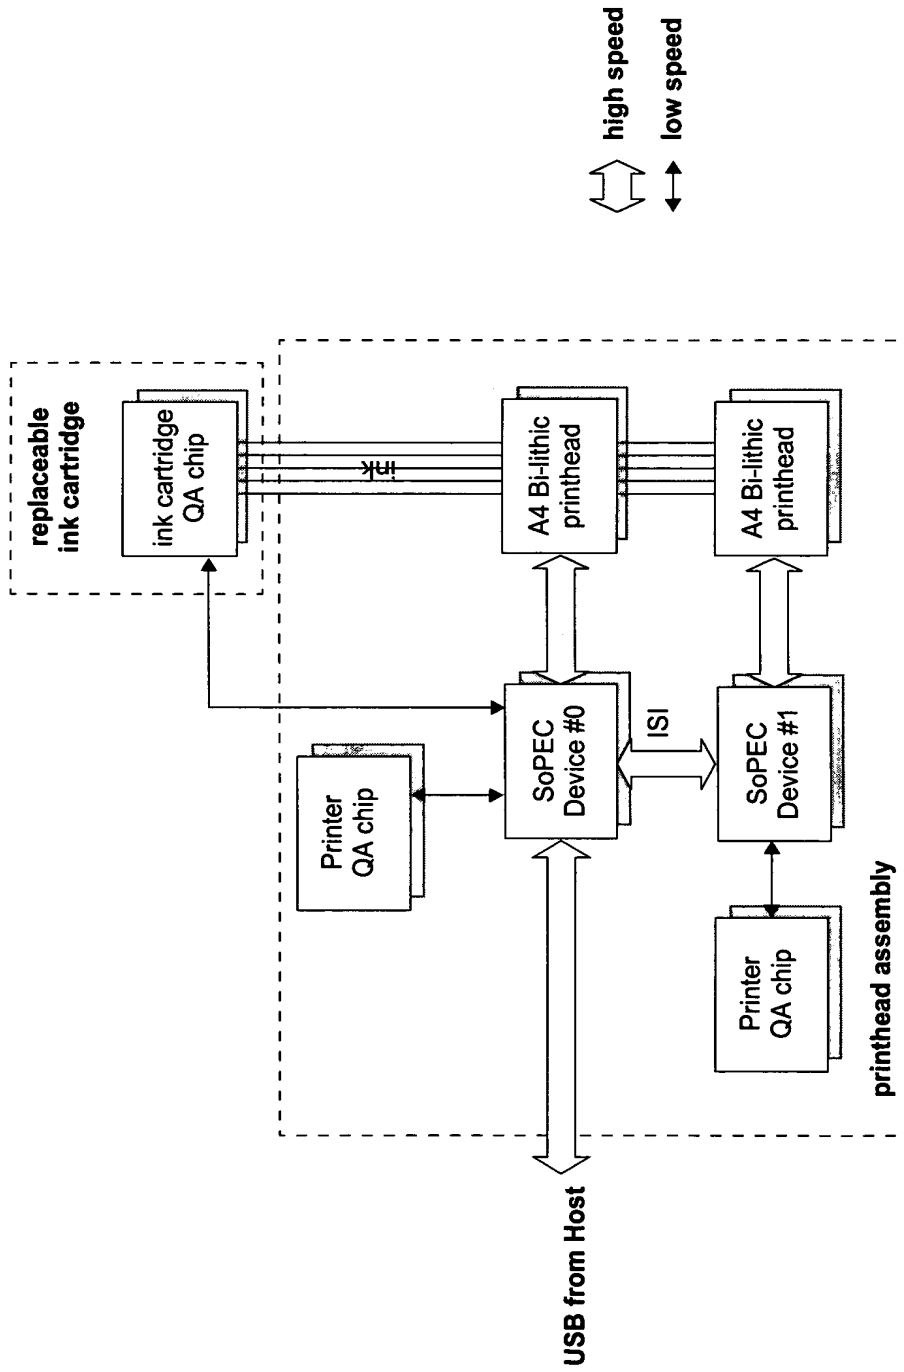 replaceable
ink cartridge
ink cartridge
QA chip
ink
Printer
QA chip
SoPEC
Device #0
A4 Bi-lithic
printhead
USB from Host
ISI
Printer
QA chip
SoPEC
Device #1
A4 Bi-lithic
printhead
printhead assembly
high speed
low speed